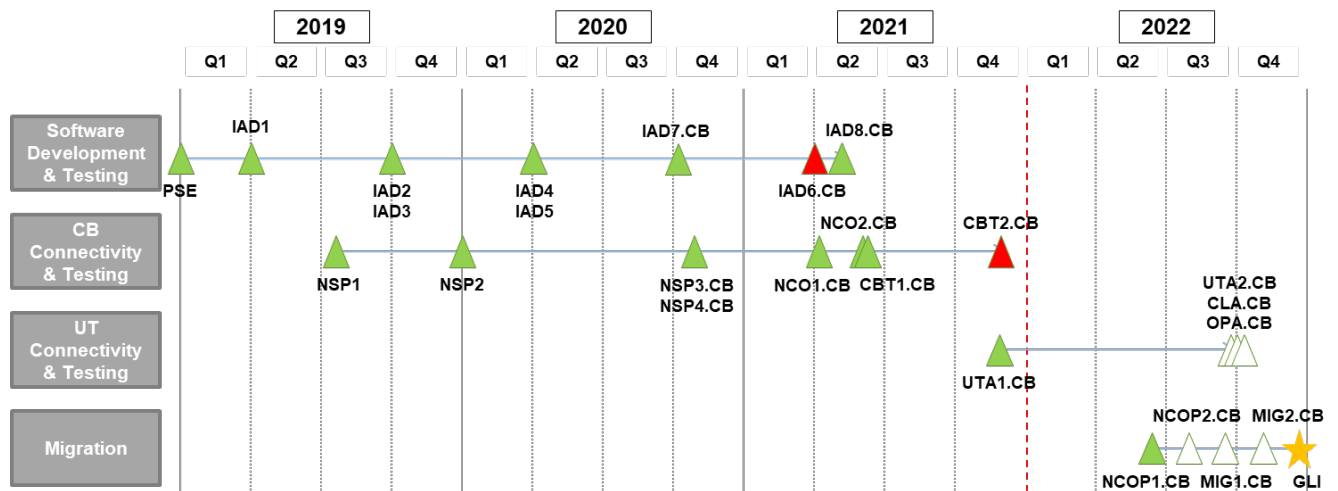 2019
2020
2021
2022
Q1 Q2 Q3 Q4 Q1 Q2 Q3 Q4 Q1 Q2 Q3 Q4 Q1 Q2 Q3 Q4
Software
Development
& Testing
IAD1
IAD7.CB
IAD8.CB
PSE
IAD2
IAD3
IAD4
IAD5
IAD6.CB
CB
Connectivity
& Testing
NCO2.CB
CBT2.CB
NSP1
NSP2
NSP3.CB
NSP4.CB
NCO1.CB
CBT1.CB
UT
Connectivity
& Testing
UTA2.CB
CLA.CB
OPA.CB
UTA1.CB
Migration
NCOP2.CB
MIG2.CB
NCOP1.CB
MIG1.CB
GLI